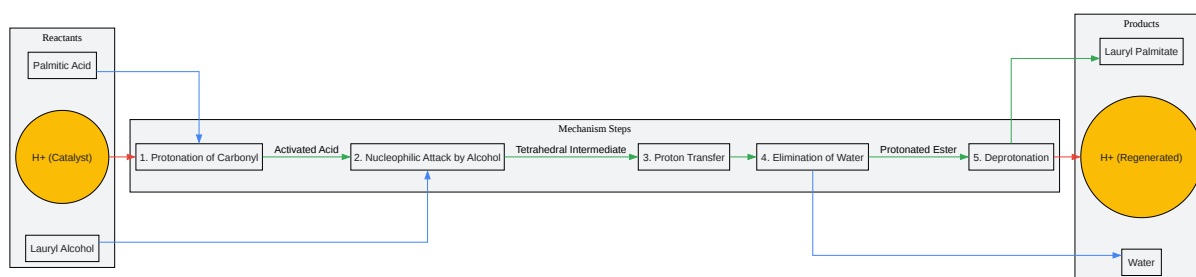 Reactants
Palmitic Acid
H+ (Catalyst)
Lauryl Alcohol
Mechanism Steps
1. Protonation of Carbonyl
Activated Acid
2. Nucleophilic Attack by Alcohol
Tetrahedral Intermediate
3. Proton Transfer
4. Elimination of Water
Protonated Ester
5. Deprotonation
Products
Lauryl Palmitate
H+ (Regenerated)
Water